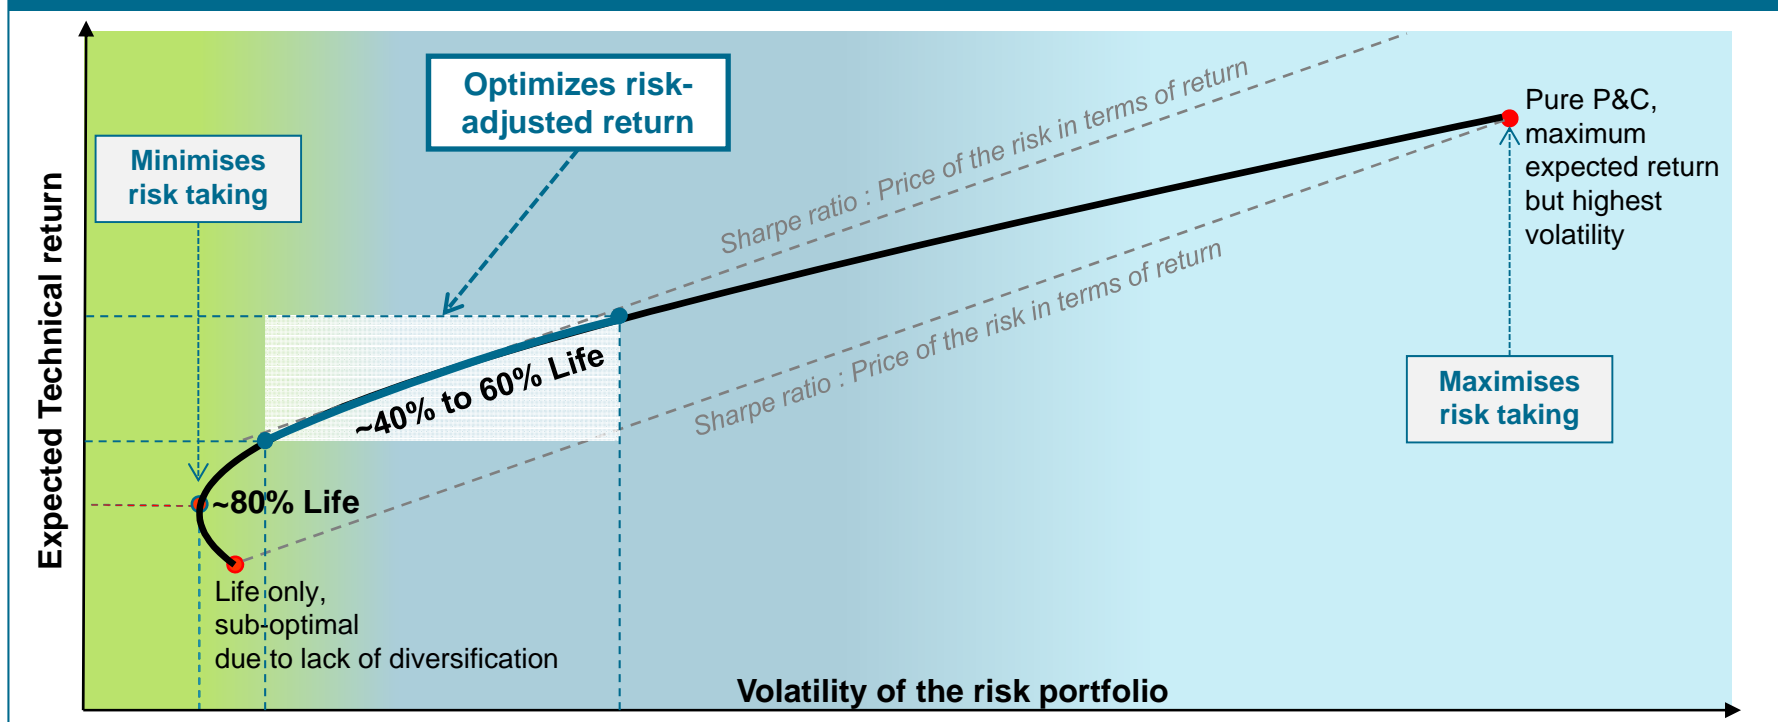 Optimizes risk-
adjusted return
Minimises
risk taking
Expected Technical return
Sharpe ratio : Price of the risk in terms of return
Pure P&C,
maximum
expected return
but highest
volatility
~40% to 60% Life
Sharpe ratio : Price of the risk in terms of return
Maximises
risk taking
~80% Life
Life only,
sub-optimal
due to lack of diversification
Volatility of the risk portfolio